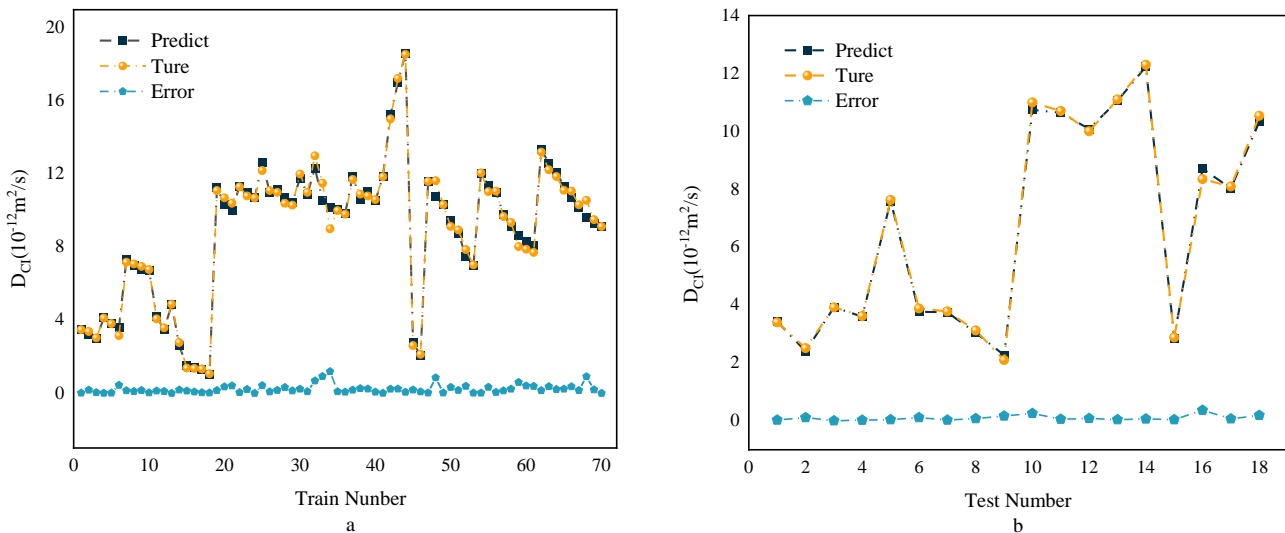 20
16
12
8
4
0
D_Cl(10^-12 m^2/s)
Predict
Ture
Error
0 10 20 30 40 50 60 70
Train Nunber
a
14
12
10
8
6
4
2
0
D_Cl(10^-12 m^2/s)
Predict
Ture
Error
0 2 4 6 8 10 12 14 16 18
Test Number
b